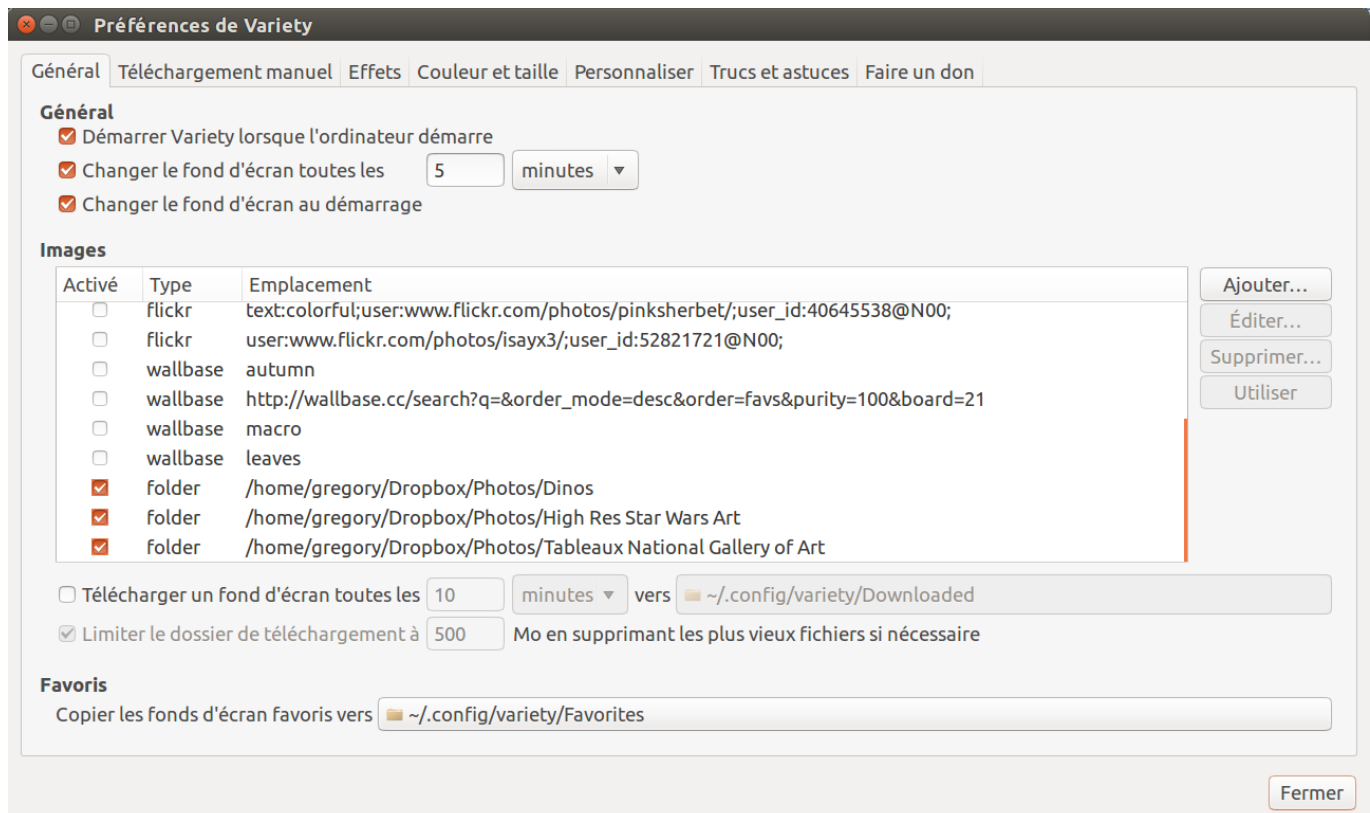 Préférences de Variety
Général Téléchargement manuel Effets Couleur et taille Personnaliser Trucs et astuces Faire un don
Général
Démarrer Variety lorsque l'ordinateur démarre
Changer le fond d'écran toutes les 5 minutes
Changer le fond d'écran au démarrage
Images
Activé Type Emplacement
Ajouter...
flickr text:colorful;user:www.flickr.com/photos/pinksherbet/;user_id:40645538@N00;
Éditer...
flickr user:www.flickr.com/photos/isayx3/;user_id:52821721@N00;
Supprimer...
wallbase autumn
Utiliser
wallbase http://wallbase.cc/search?q=&order_mode=desc&order=favs&purity=100&board=21
wallbase macro
wallbase leaves
folder /home/gregory/Dropbox/Photos/Dinos
folder /home/gregory/Dropbox/Photos/High Res Star Wars Art
folder /home/gregory/Dropbox/Photos/Tableaux National Gallery of Art
Télécharger un fond d'écran toutes les 10 minutes vers ~/.config/variety/Downloaded
Limiter le dossier de téléchargement à 500 Mo en supprimant les plus vieux fichiers si nécessaire
Favoris
Copier les fonds d'écran favoris vers ~/.config/variety/Favorites
Fermer